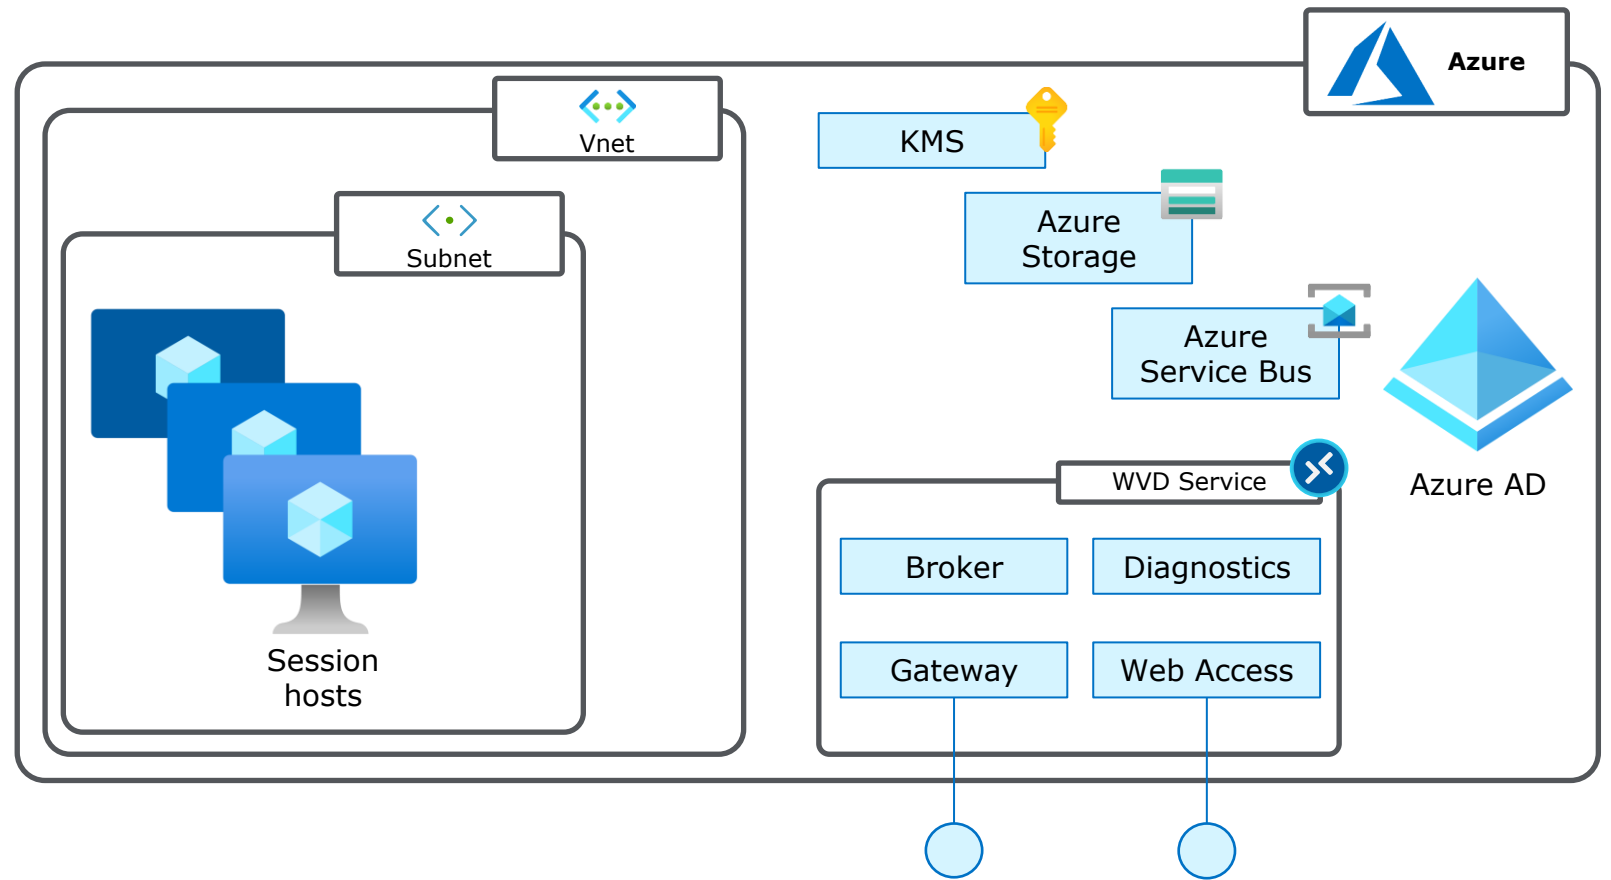 Azure
Vnet
KMS
Subnet
Azure
Storage
Azure
Service Bus
WVD Service
Azure AD
Broker
Diagnostics
Gateway
Web Access
Session
hosts